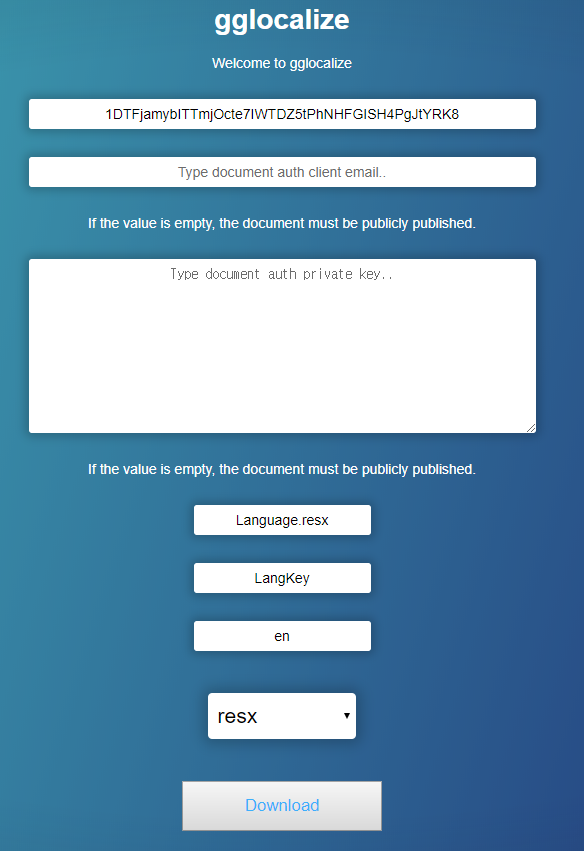 gglocalize
Welcome to gglocalize
1DTFjamybITTmjOcte7IWTDZ5tPhNHFGISH4PgJtYRK8
Type document auth client email..
If the value is empty, the document must be publicly published.
Type document auth private key..
If the value is empty, the document must be publicly published.
Language.resx
LangKey
en
resx
Download